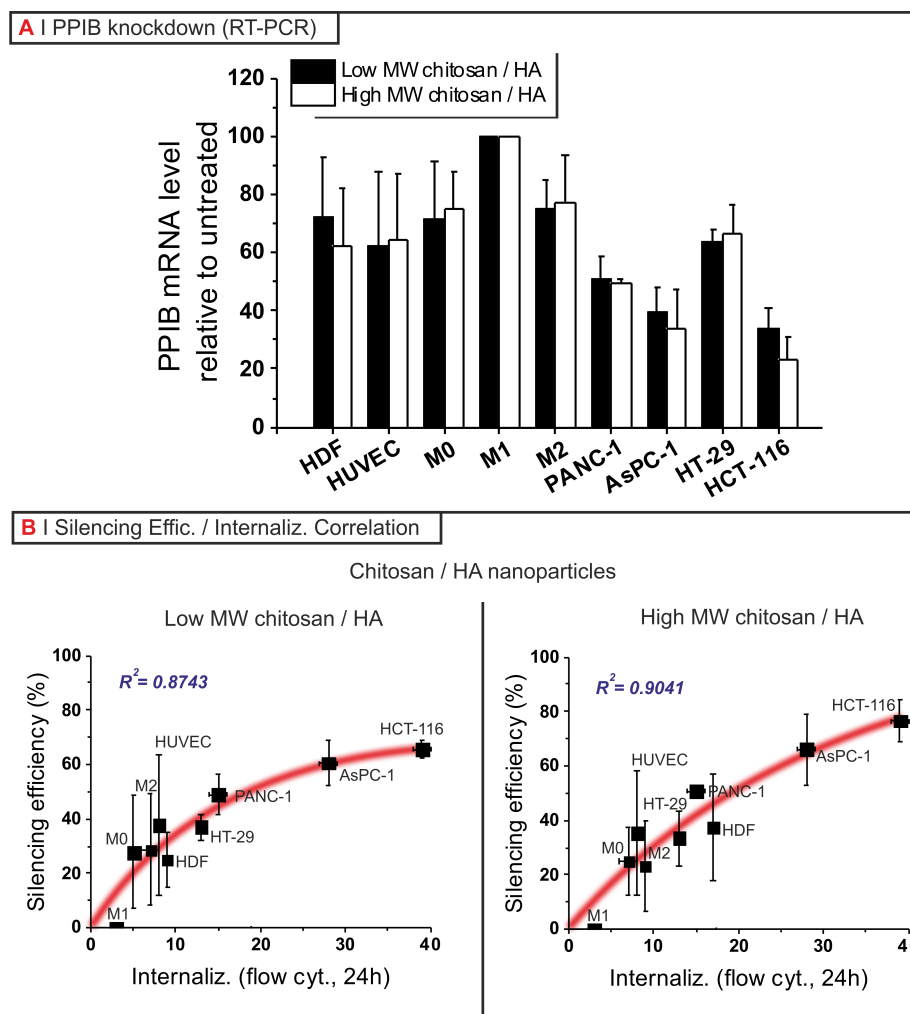 A I PPIB knockdown (RT-PCR)
PPIB mRNA level
relative to untreated
120
100
80
60
40
20
0
Low MW chitosan / HA
High MW chitosan / HA
HDF
HUVEC
M0
M1
M2
PANC-1
AsPC-1
HT-29
HCT-116
B I Silencing Effic. / Internaliz. Correlation
Chitosan / HA nanoparticles
Low MW chitosan / HA
Silencing efficiency (%)
100
80
60
40
20
0
R²= 0.8743
HCT-116
HUVEC
AsPC-1
M2
PANC-1
M0
HT-29
HDF
M1
0
10
20
30
40
Internaliz. (flow cyt., 24h)
High MW chitosan / HA
Silencing efficiency (%)
100
80
60
40
20
0
R²= 0.9041
HCT-116
HUVEC
AsPC-1
HT-29
PANC-1
M0
M2
HDF
M1
0
10
20
30
4
Internaliz. (flow cyt., 24h)